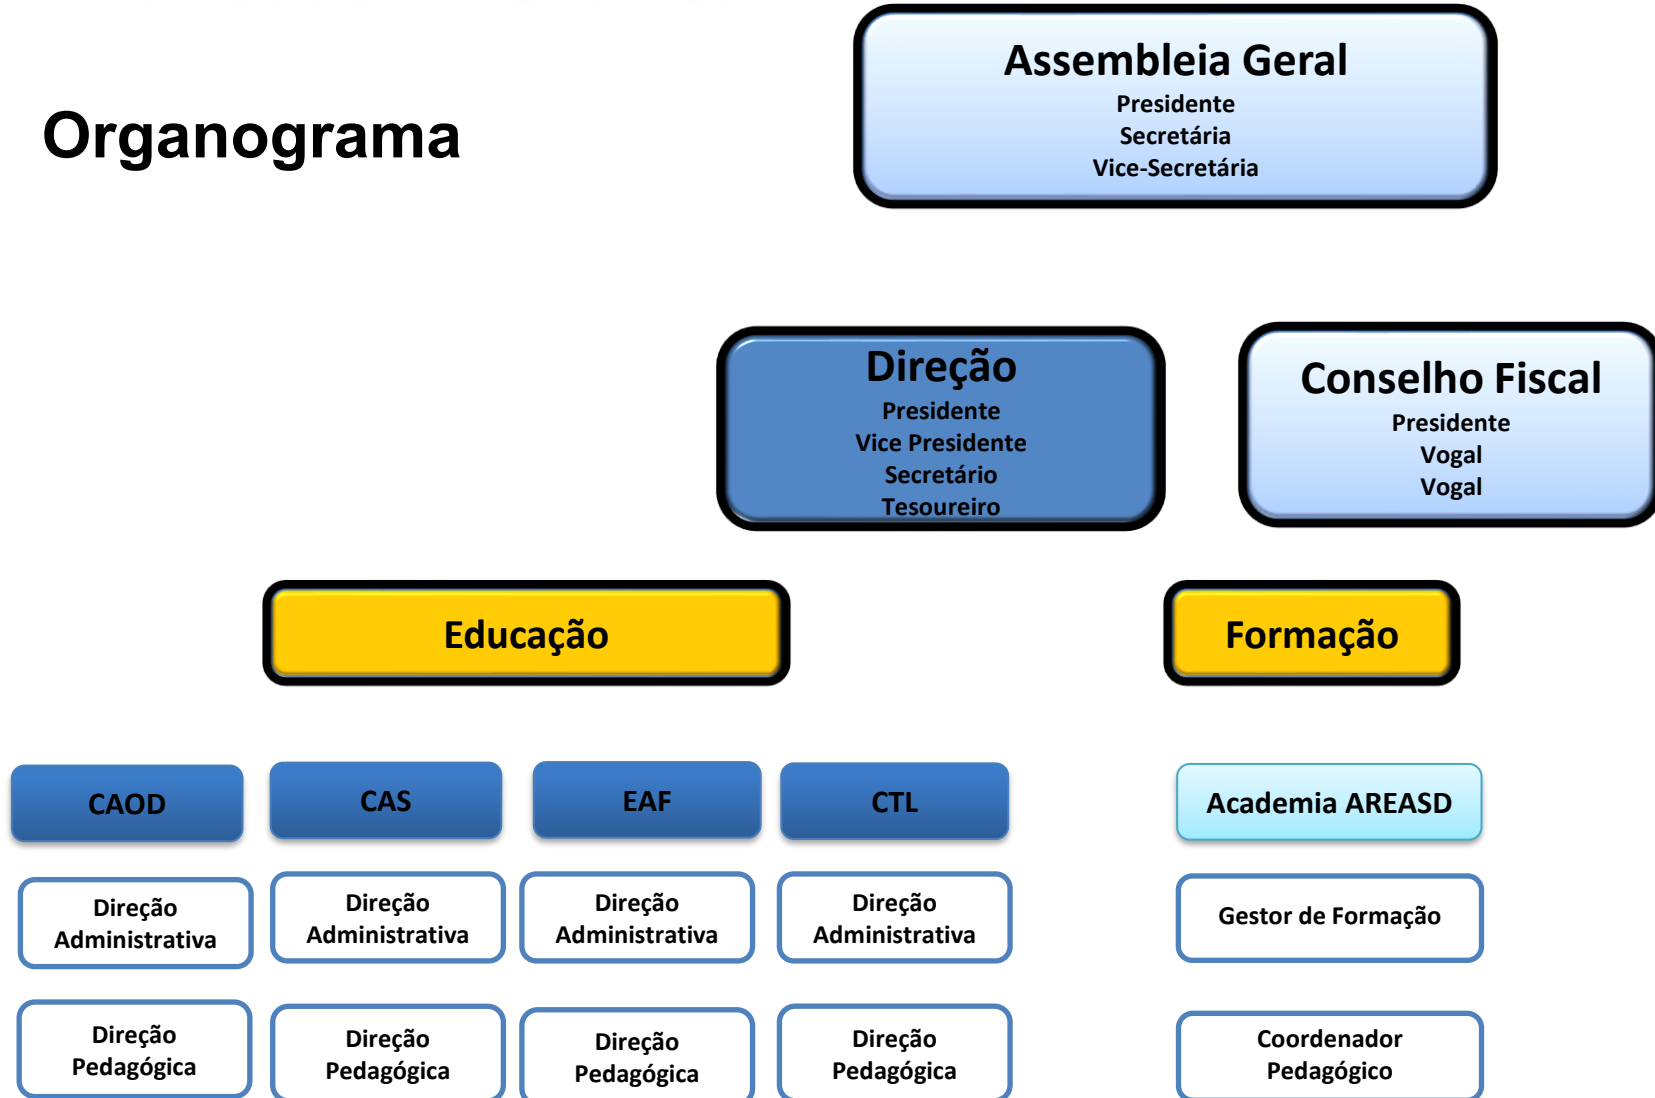 Organograma
Assembleia Geral
Presidente
Secretária
Vice-Secretária
Direção
Presidente
Vice Presidente
Secretário
Tesoureiro
Conselho Fiscal
Presidente
Vogal
Vogal
Educação
Formação
CAOD
CAS
EAF
CTL
Academia AREASD
Direção
Administrativa
Direção
Administrativa
Direção
Administrativa
Direção
Administrativa
Gestor de Formação
Direção
Pedagógica
Direção
Pedagógica
Direção
Pedagógica
Direção
Pedagógica
Coordenador
Pedagógico